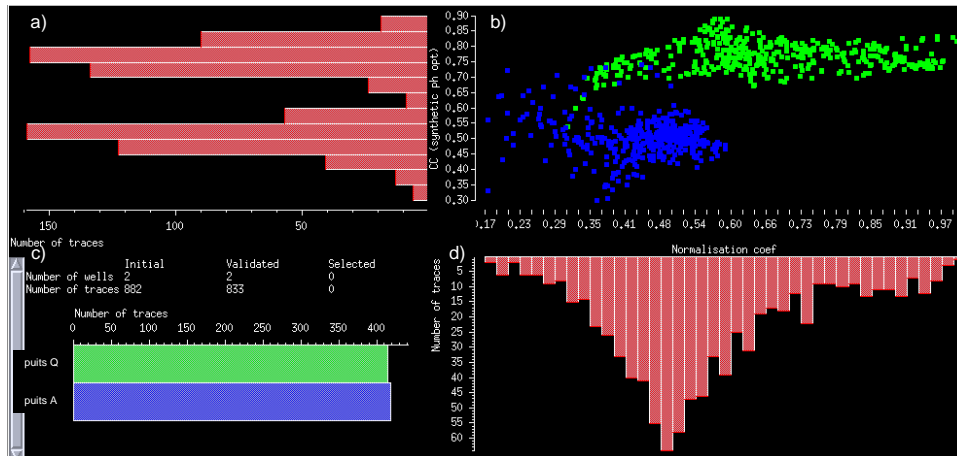 a)
150
100
50
Number of traces
b)
CC (synthetic ph opt)
0.90
0.85
0.80
0.75
0.70
0.65
0.60
0.55
0.50
0.45
0.40
0.35
0.30
0.17 0.23 0.29 0.35 0.41 0.48 0.54 0.60 0.66 0.72 0.79 0.85 0.91 0.97
Normalisation coef
c)
Initial Validated Selected
Number of wells 2 2 0
Number of traces 882 833 0
Number of traces
0 50 100 150 200 250 300 350 400
puits Q
puits A
d)
Number of traces
5
10
15
20
25
30
35
40
45
50
55
60